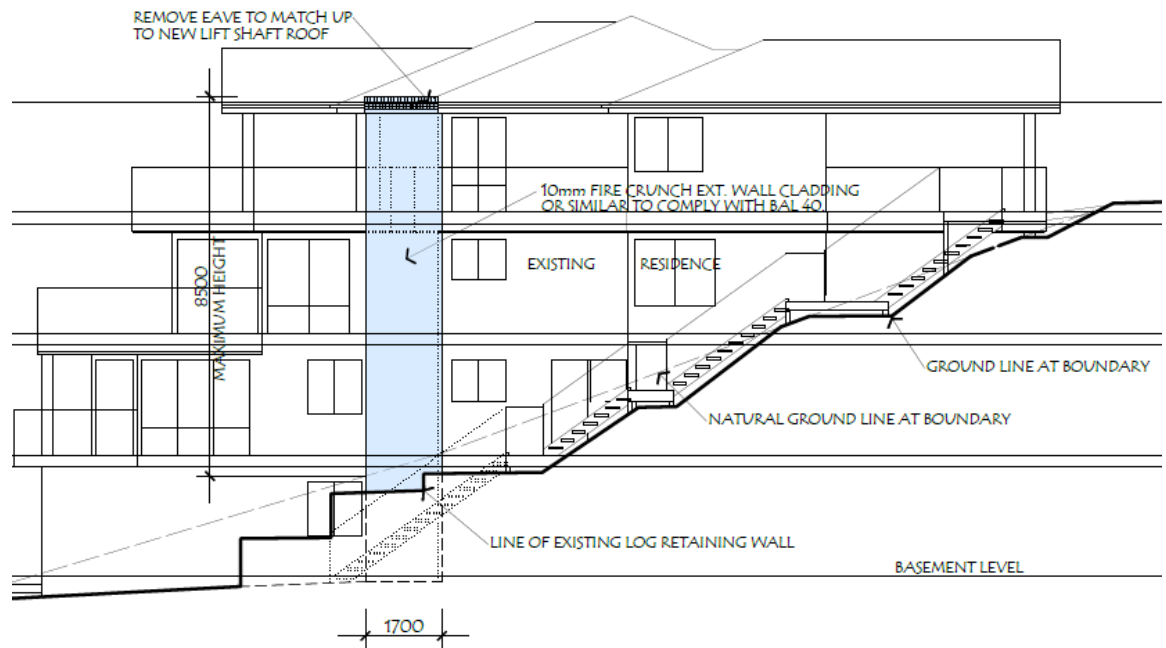 REMOVE EAVE TO MATCH UP
TO NEW LIFT SHAFT ROOF
10mm FIRE CRUNCH EXT. WALL CLADDING
OR SIMILAR TO COMPLY WITH BAL 40.
EXISTING RESIDENCE
8500
MAXIMUM HEIGHT
GROUND LINE AT BOUNDARY
NATURAL GROUND LINE AT BOUNDARY
LINE OF EXISTING LOG RETAINING WALL
BASEMENT LEVEL
1700